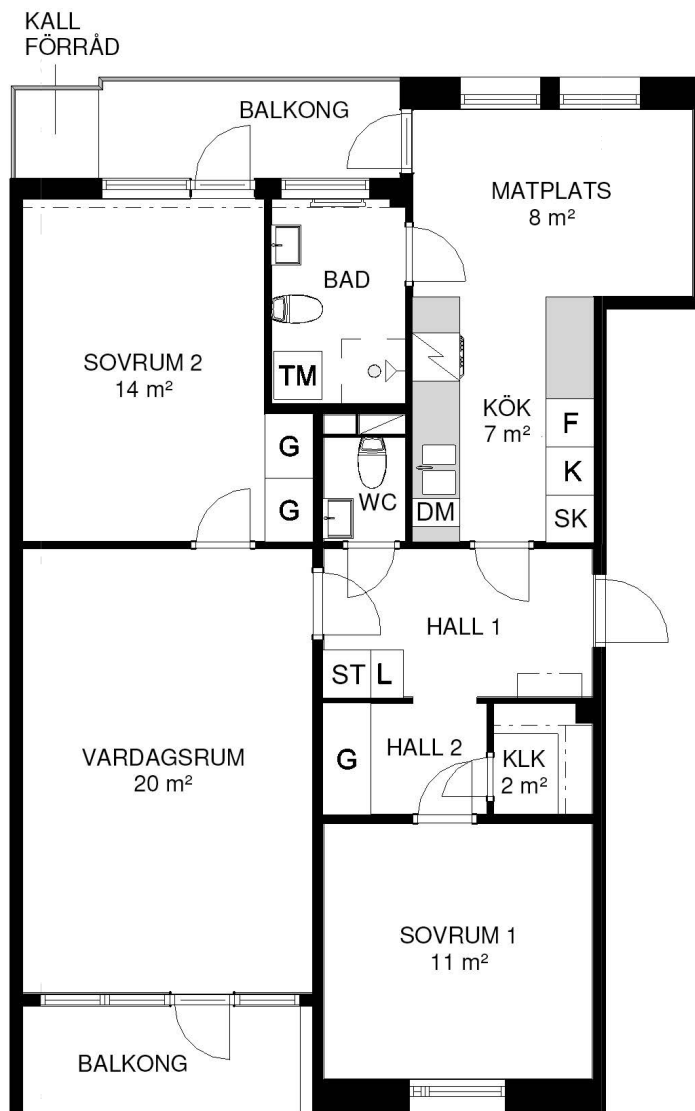 KALL
FÖRRÅD
BALKONG
MATPLATS
8 m²
BAD
SOVRUM 2
14 m²
TM
KÖK
7 m²
F
G
K
WC
G
DM
SK
HALL 1
ST L
HALL 2
VARDAGSRUM
20 m²
G
KLK
2 m²
SOVRUM 1
11 m²
BALKONG